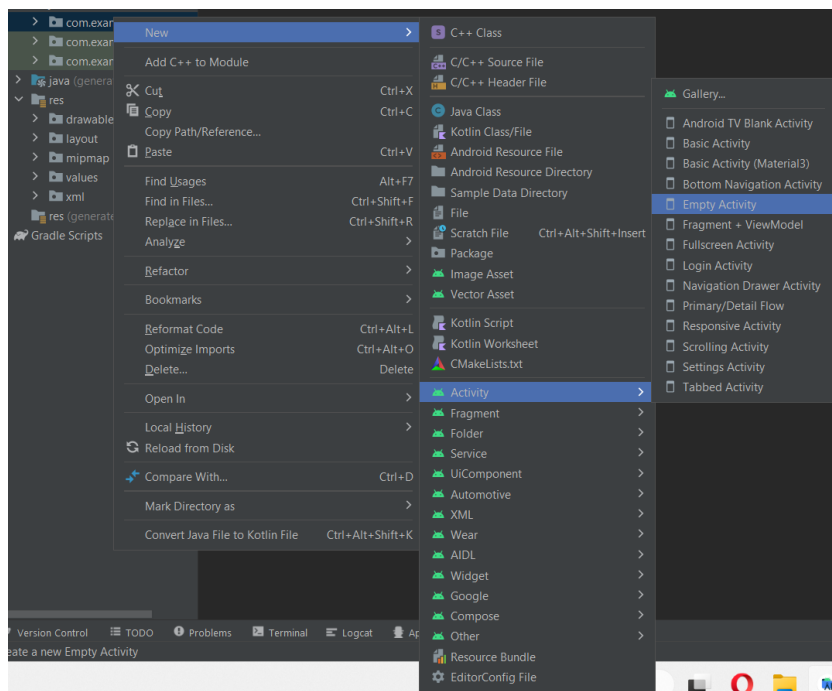 com.exar
com.exar
com.exar
java (genera
res
drawable
layout
mipmap
values
xml
res (generate
Gradle Scripts
New
Add C++ to Module
Cut Ctrl+X
Copy Ctrl+C
Copy Path/Reference...
Paste Ctrl+V
Find Usages Alt+F7
Find in Files... Ctrl+Shift+F
Replace in Files... Ctrl+Shift+R
Analyze
Refactor
Bookmarks
Reformat Code Ctrl+Alt+L
Optimize Imports Ctrl+Alt+O
Delete... Delete
Open In
Local History
Reload from Disk
Compare With... Ctrl+D
Mark Directory as
Convert Java File to Kotlin File Ctrl+Alt+Shift+K
C++ Class
C/C++ Source File
C/C++ Header File
Java Class
Kotlin Class/File
Android Resource File
Android Resource Directory
Sample Data Directory
File
Scratch File Ctrl+Alt+Shift+Insert
Package
Image Asset
Vector Asset
Kotlin Script
Kotlin Worksheet
CMakeLists.txt
Activity
Fragment
Folder
Service
UiComponent
Automotive
XML
Wear
AIDL
Widget
Google
Compose
Other
Resource Bundle
EditorConfig File
Gallery...
Android TV Blank Activity
Basic Activity
Basic Activity (Material3)
Bottom Navigation Activity
Empty Activity
Fragment + ViewModel
Fullscreen Activity
Login Activity
Navigation Drawer Activity
Primary/Detail Flow
Responsive Activity
Scrolling Activity
Settings Activity
Tabbed Activity
Version Control TODO Problems Terminal Logcat Ap
eate a new Empty Activity